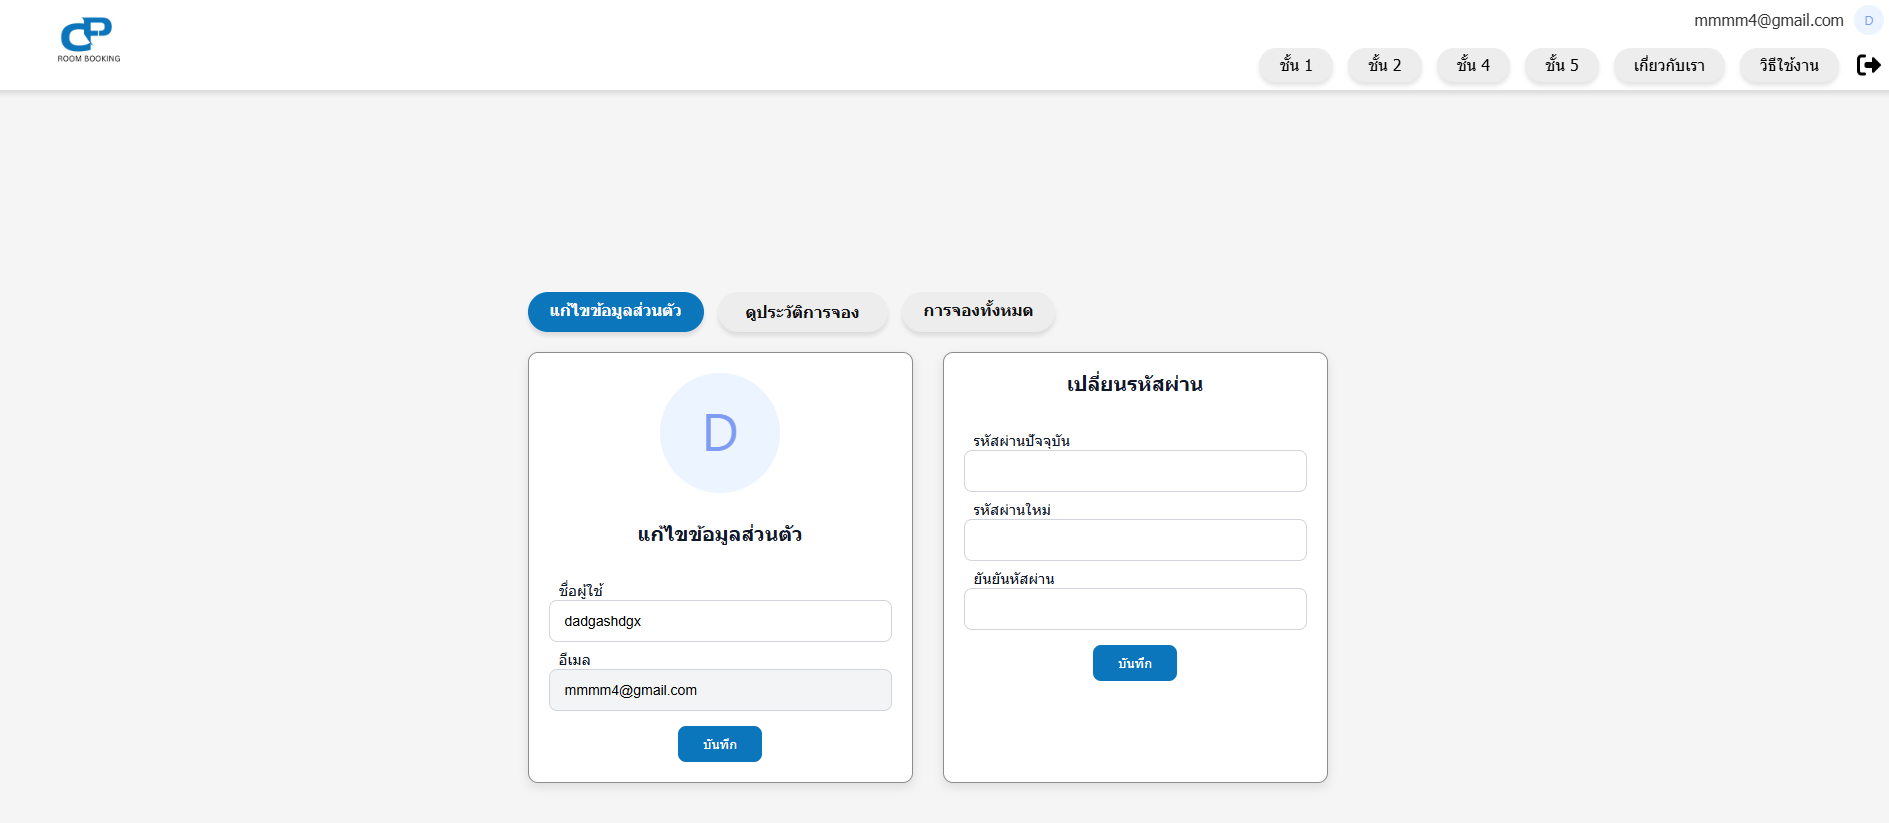 CP
ROOM BOOKING
mmmm4@gmail.com
D
ชั้น 1
ชั้น 2
ชั้น 4
ชั้น 5
เกี่ยวกับเรา
วิธีใช้งาน
แก้ไขข้อมูลส่วนตัว
ดูประวัติการจอง
การจองทั้งหมด
D
แก้ไขข้อมูลส่วนตัว
ชื่อผู้ใช้
dadgashdgx
อีเมล
mmmm4@gmail.com
บันทึก
เปลี่ยนรหัสผ่าน
รหัสผ่านปัจจุบัน
รหัสผ่านใหม่
ยันยันหัสผ่าน
บันทึก